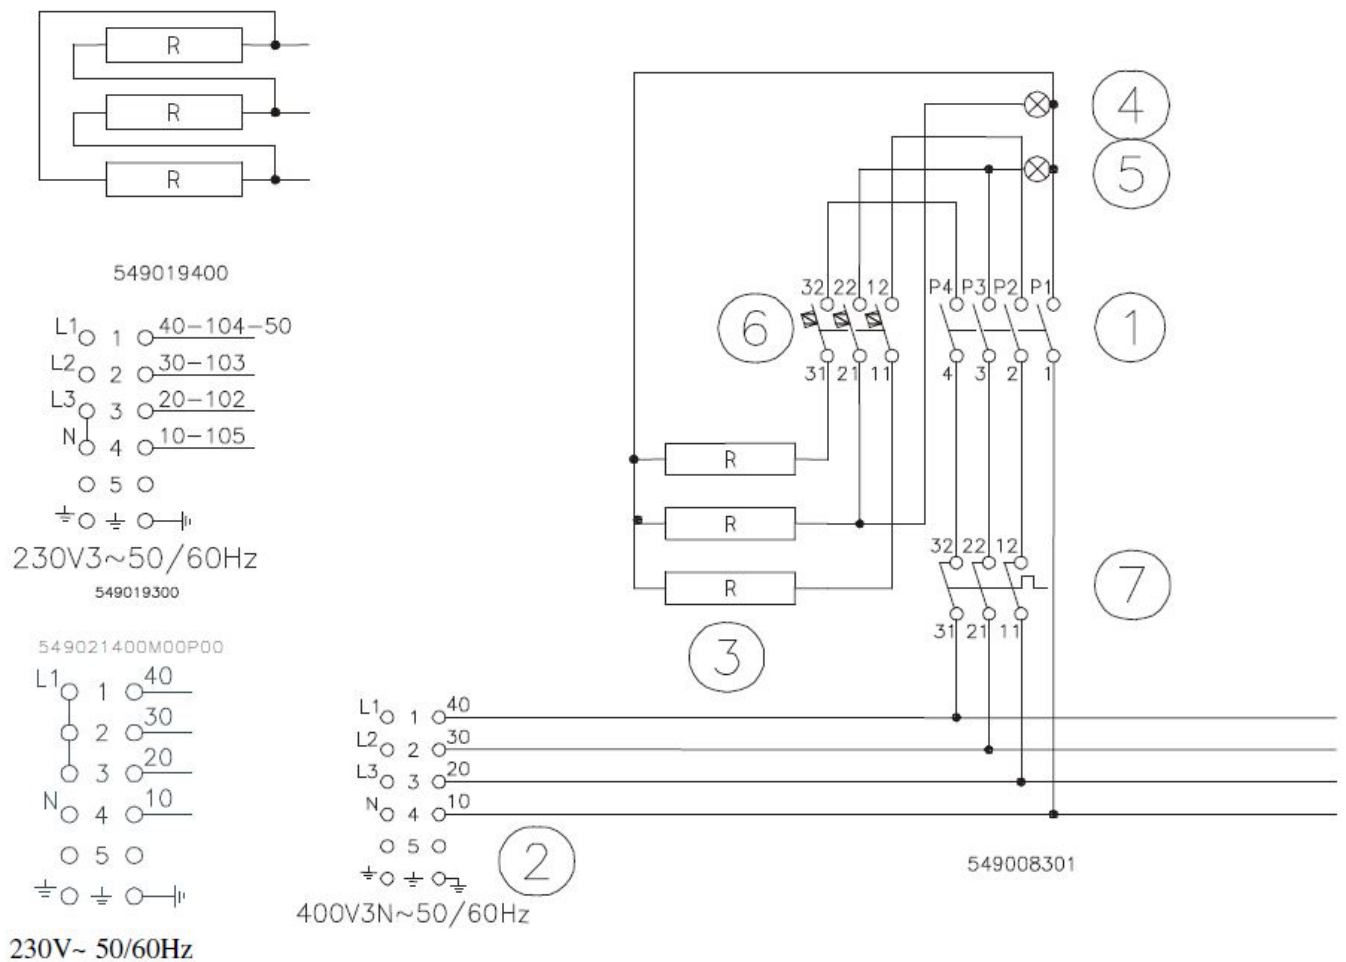 R
R
R
549019400
L1 1 40-104-50
L2 2 30-103
L3 3 20-102
N 4 10-105
5
230V3~50/60Hz
549019300
549021400M00P00
L1 1 40
2 30
3 20
N 4 10
5
230V~ 50/60Hz
4
5
32 22 12 P4 P3 P2 P1
6
1
31 21 11 4 3 2 1
R
R
R
3
32 22 12
7
31 21 11
L1 1 40
L2 2 30
L3 3 20
N 4 10
5
2
400V3N~50/60Hz
549008301